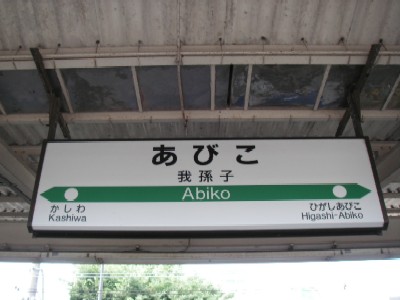 あびこ
我孫子
Abiko
かしわ
Kashiwa
ひがしあびこ
Higashi-Abiko